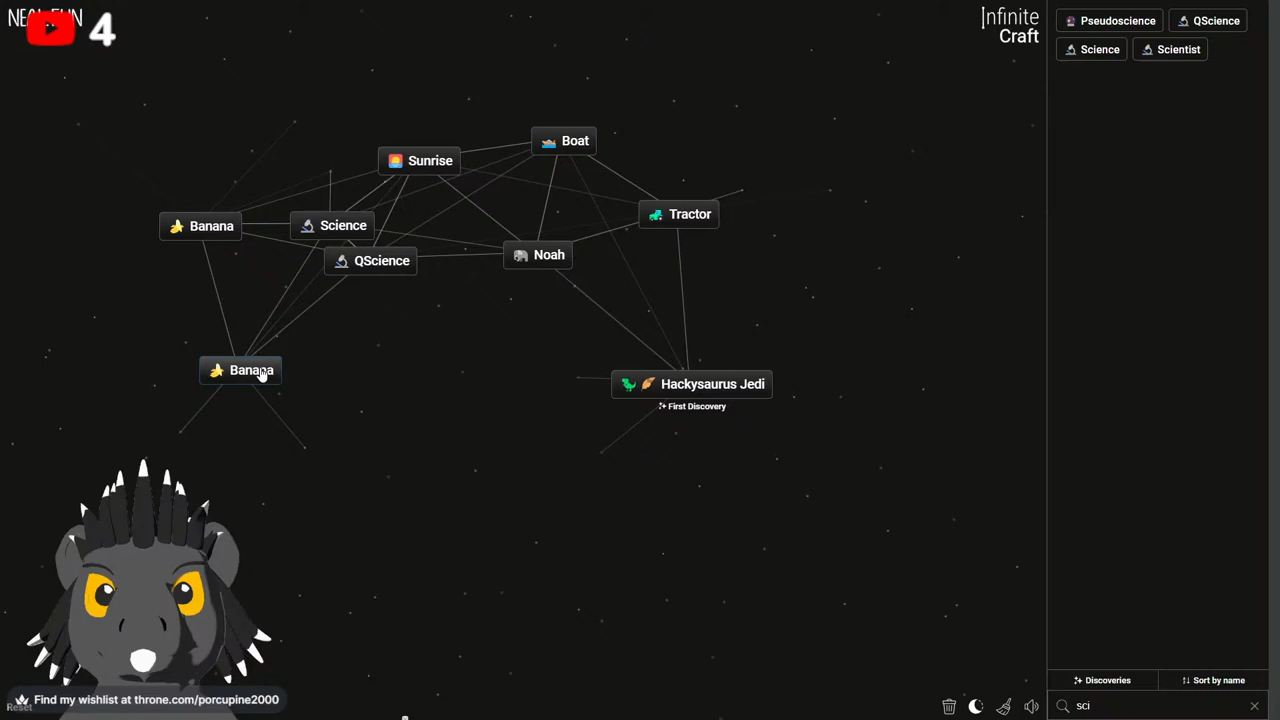 NEAL.FUN
4
Infinite
Craft
Pseudoscience
QScience
Science
Scientist
Boat
Sunrise
Tractor
Banana
Science
Noah
QScience
Banana
Hackysaurus Jedi
First Discovery
Discoveries
Sort by name
Find my wishlist at throne.com/porcupine2000
Reset
sci